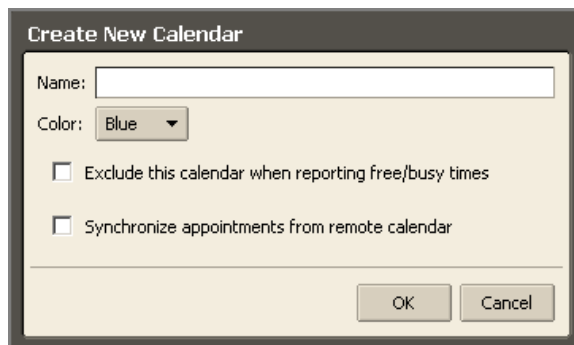 Create New Calendar
Name:
Color: Blue
Exclude this calendar when reporting free/busy times
Synchronize appointments from remote calendar
OK Cancel